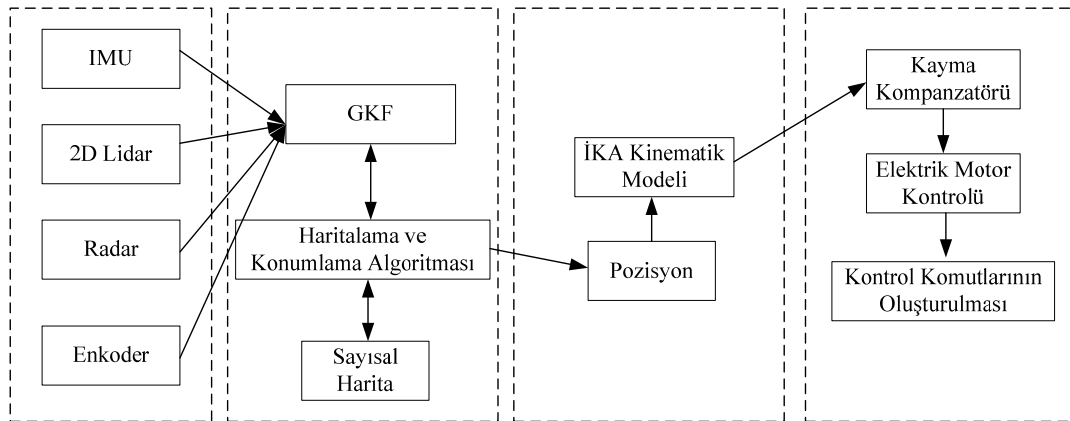 IMU
2D Lidar
Radar
Enkoder
GKF
Haritalama ve
Konumlama Algoritması
Sayısal
Harita
İKA Kinematik
Modeli
Pozisyon
Kayma
Kompanzatörü
Elektrik Motor
Kontrolü
Kontrol Komutlarının
Oluşturulması